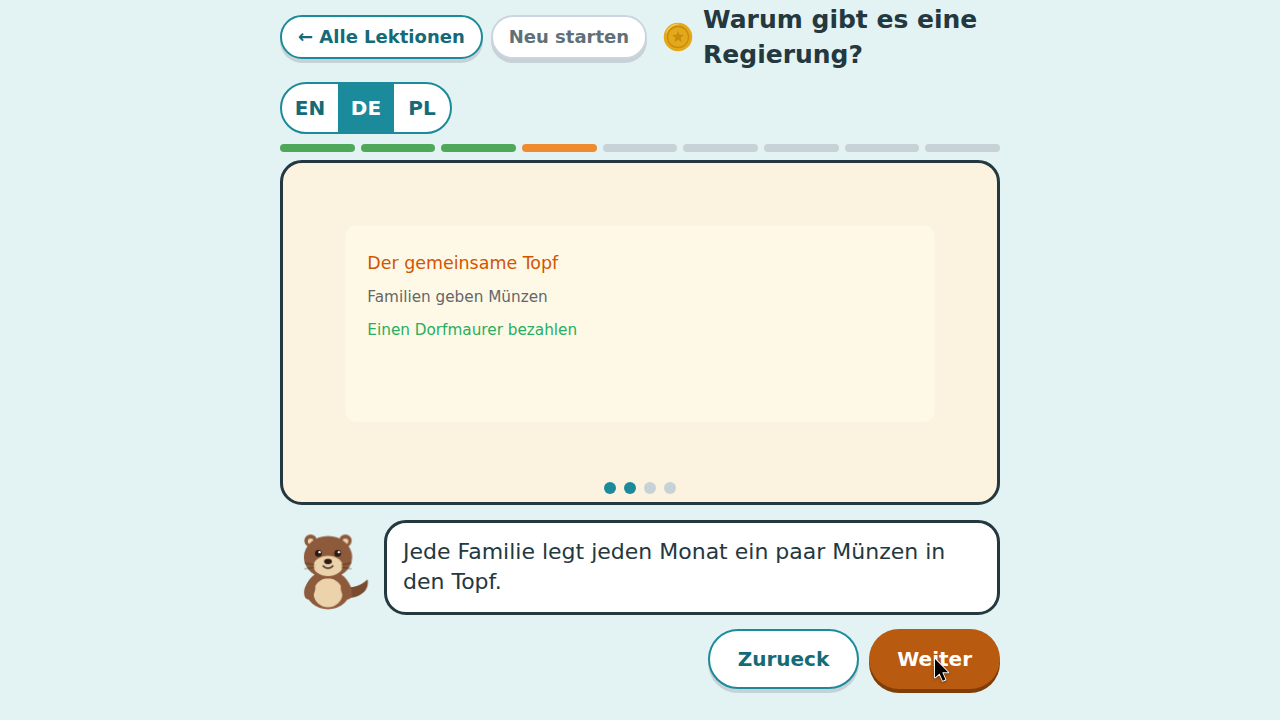 ← Alle Lektionen
Neu starten
Warum gibt es eine
Regierung?
EN DE PL
Der gemeinsame Topf
Familien geben Münzen
Einen Dorfmaurer bezahlen
Jede Familie legt jeden Monat ein paar Münzen in
den Topf.
Zurueck
Weiter